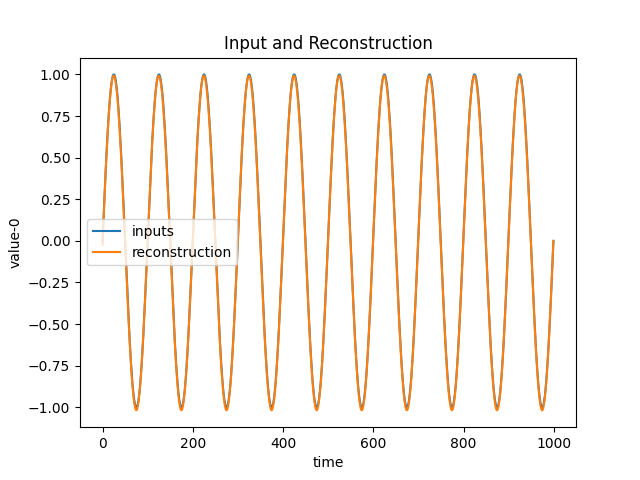 Input and Reconstruction
1.00
0.75
0.50
0.25
0.00
−0.25
−0.50
−0.75
−1.00
value-0
inputs
reconstruction
0 200 400 600 800 1000
time